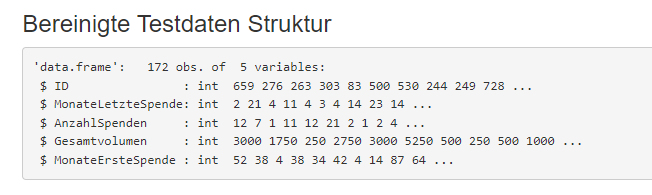 Bereinigte Testdaten Struktur
'data.frame':   172 obs. of  5 variables:
 $ ID                 : int  659 276 263 303 83 500 530 244 249 728 ...
 $ MonateLetzteSpende: int  2 21 4 11 4 3 4 14 23 14 ...
 $ AnzahlSpenden     : int  12 7 1 11 12 21 2 1 2 4 ...
 $ Gesamtvolumen     : int  3000 1750 250 2750 3000 5250 500 250 500 1000 ...
 $ MonateErsteSpende : int  52 38 4 38 34 42 4 14 87 64 ...